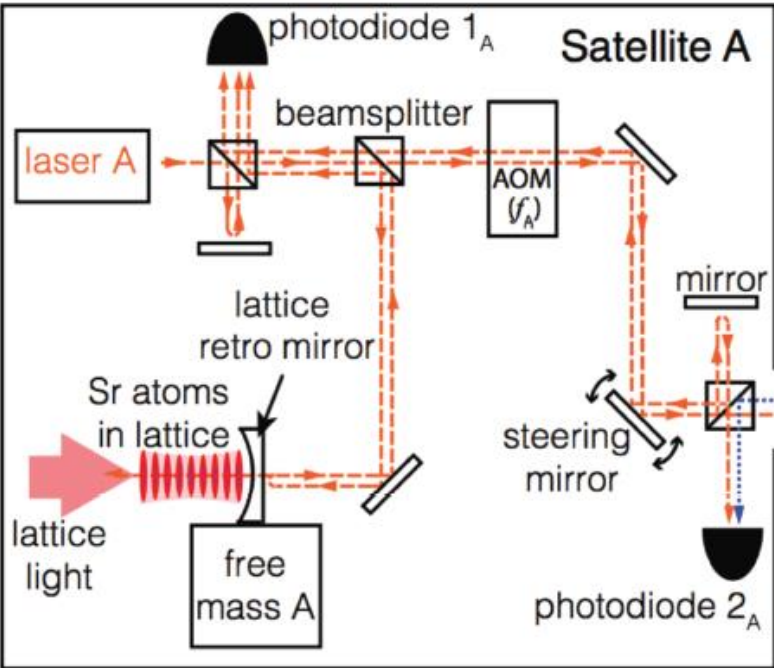 photodiode 1A
Satellite A
beamsplitter
laser A
AOM
(fA)
mirror
lattice
retro mirror
Sr atoms
in lattice
steering
mirror
lattice
light
free
mass A
photodiode 2A